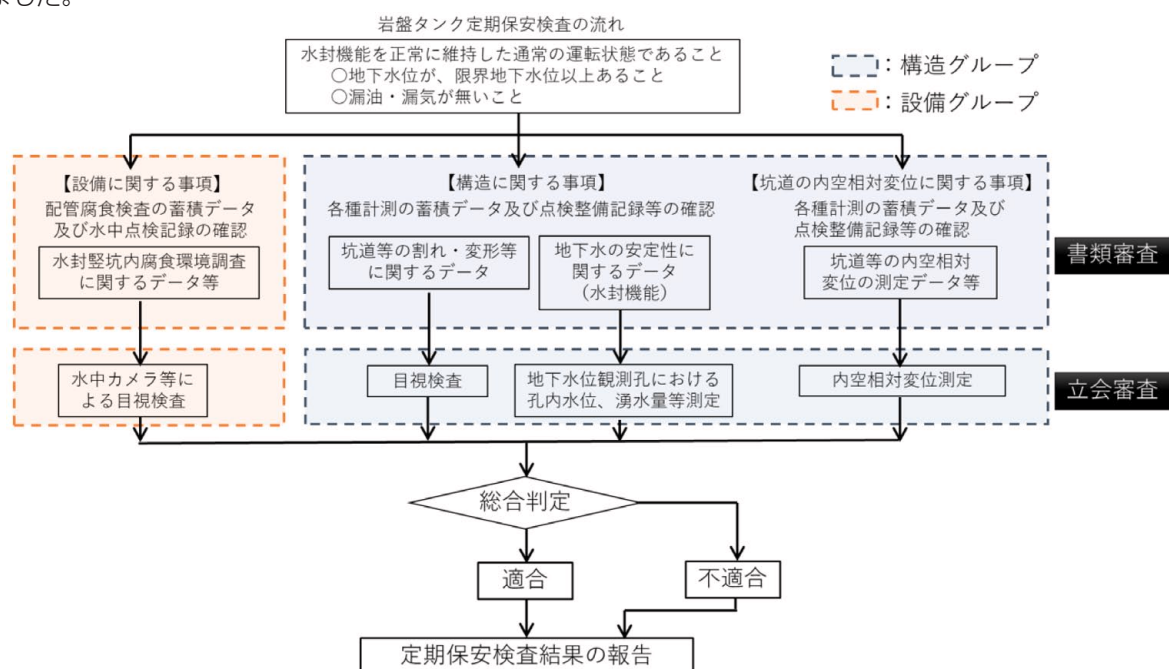 ました。
岩盤タンク定期保安検査の流れ
水封機能を正常に維持した通常の運転状態であること
○地下水位が、限界地下水位以上あること
○漏油・漏気が無いこと
：構造グループ
：設備グループ
【設備に関する事項】
配管腐食検査の蓄積データ
及び水中点検記録の確認
水封竪坑内腐食環境調査
に関するデータ等
【構造に関する事項】
各種計測の蓄積データ及び点検整備記録等の確認
坑道等の割れ・変形等
に関するデータ
地下水の安定性に
関するデータ
（水封機能）
【坑道の内空相対変位に関する事項】
各種計測の蓄積データ及び
点検整備記録等の確認
坑道等の内空相対
変位の測定データ等
書類審査
水中カメラ等に
よる目視検査
目視検査
地下水位観測孔における
孔内水位、湧水量等測定
内空相対変位測定
立会審査
総合判定
適合
不適合
定期保安検査結果の報告